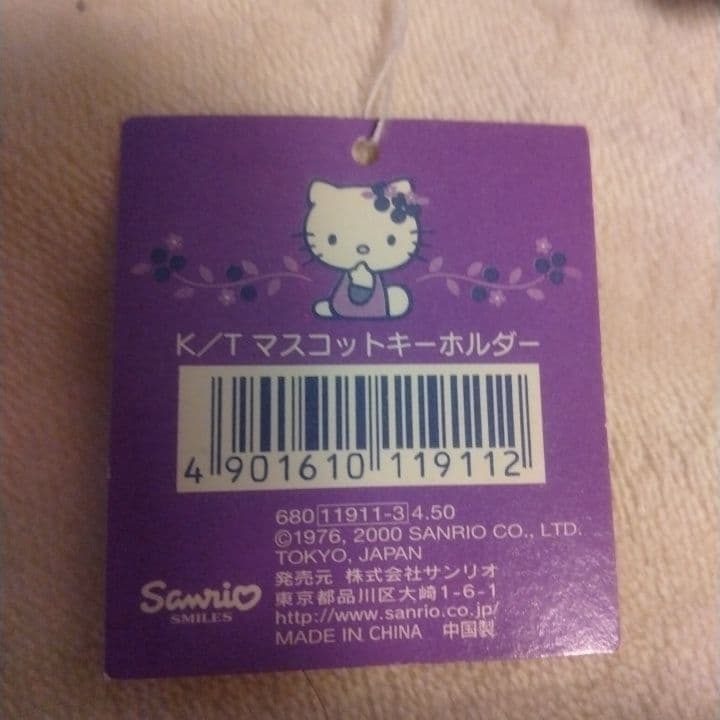 K/T マスコットキーホルダー
4 901610 119112
680 11911-3 4.50
©1976, 2000 SANRIO CO., LTD.
TOKYO, JAPAN
発売元 株式会社サンリオ
東京都品川区大崎1-6-1
http://www.sanrio.co.jp/
MADE IN CHINA 中国製
Sanrio
SMILES